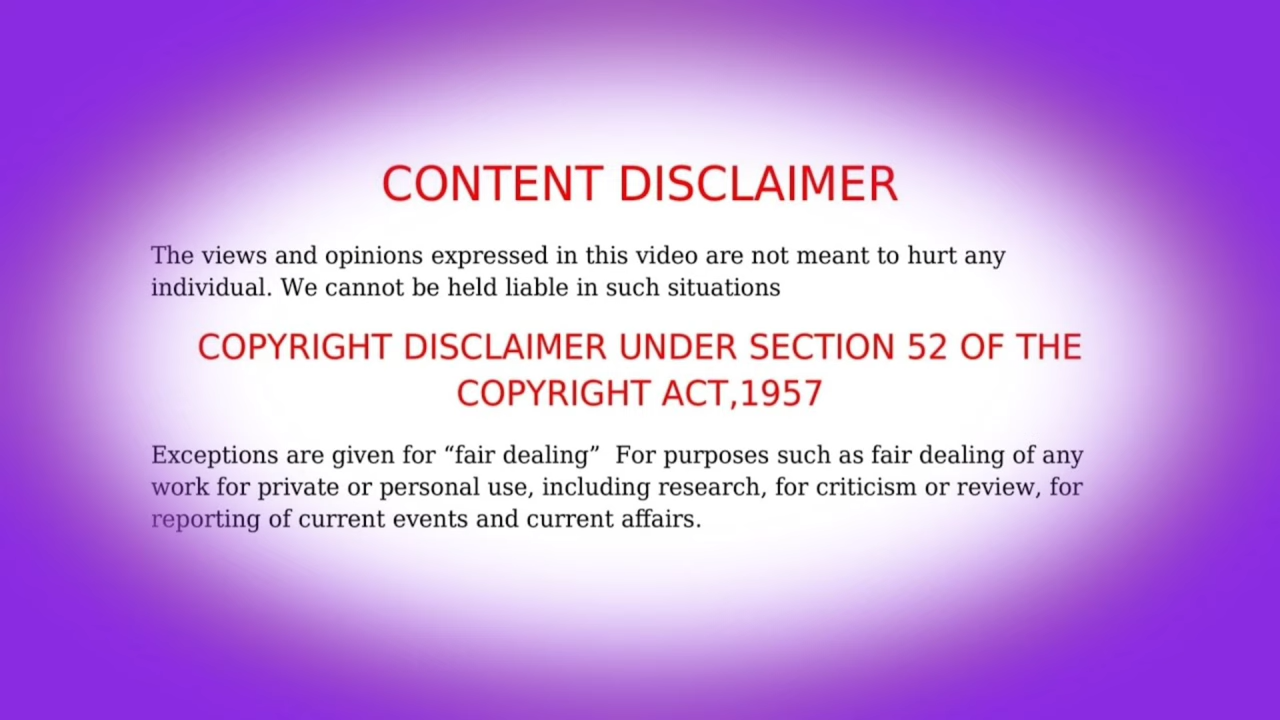 CONTENT DISCLAIMER
The views and opinions expressed in this video are not meant to hurt any
individual. We cannot be held liable in such situations
COPYRIGHT DISCLAIMER UNDER SECTION 52 OF THE
COPYRIGHT ACT,1957
Exceptions are given for “fair dealing”  For purposes such as fair dealing of any
work for private or personal use, including research, for criticism or review, for
reporting of current events and current affairs.